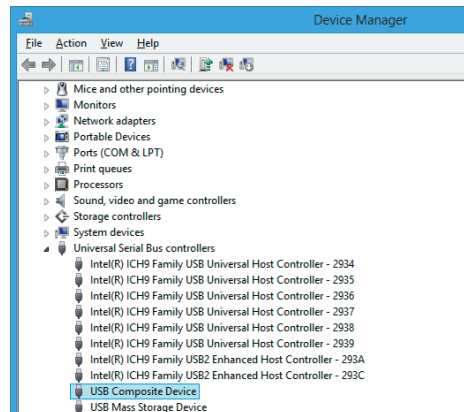 Device Manager
File Action View Help
Mice and other pointing devices
Monitors
Network adapters
Portable Devices
Ports (COM & LPT)
Print queues
Processors
Sound, video and game controllers
Storage controllers
System devices
Universal Serial Bus controllers
Intel(R) ICH9 Family USB Universal Host Controller - 2934
Intel(R) ICH9 Family USB Universal Host Controller - 2935
Intel(R) ICH9 Family USB Universal Host Controller - 2936
Intel(R) ICH9 Family USB Universal Host Controller - 2937
Intel(R) ICH9 Family USB Universal Host Controller - 2938
Intel(R) ICH9 Family USB Universal Host Controller - 2939
Intel(R) ICH9 Family USB2 Enhanced Host Controller - 293A
Intel(R) ICH9 Family USB2 Enhanced Host Controller - 293C
USB Composite Device
USB Mass Storage Device